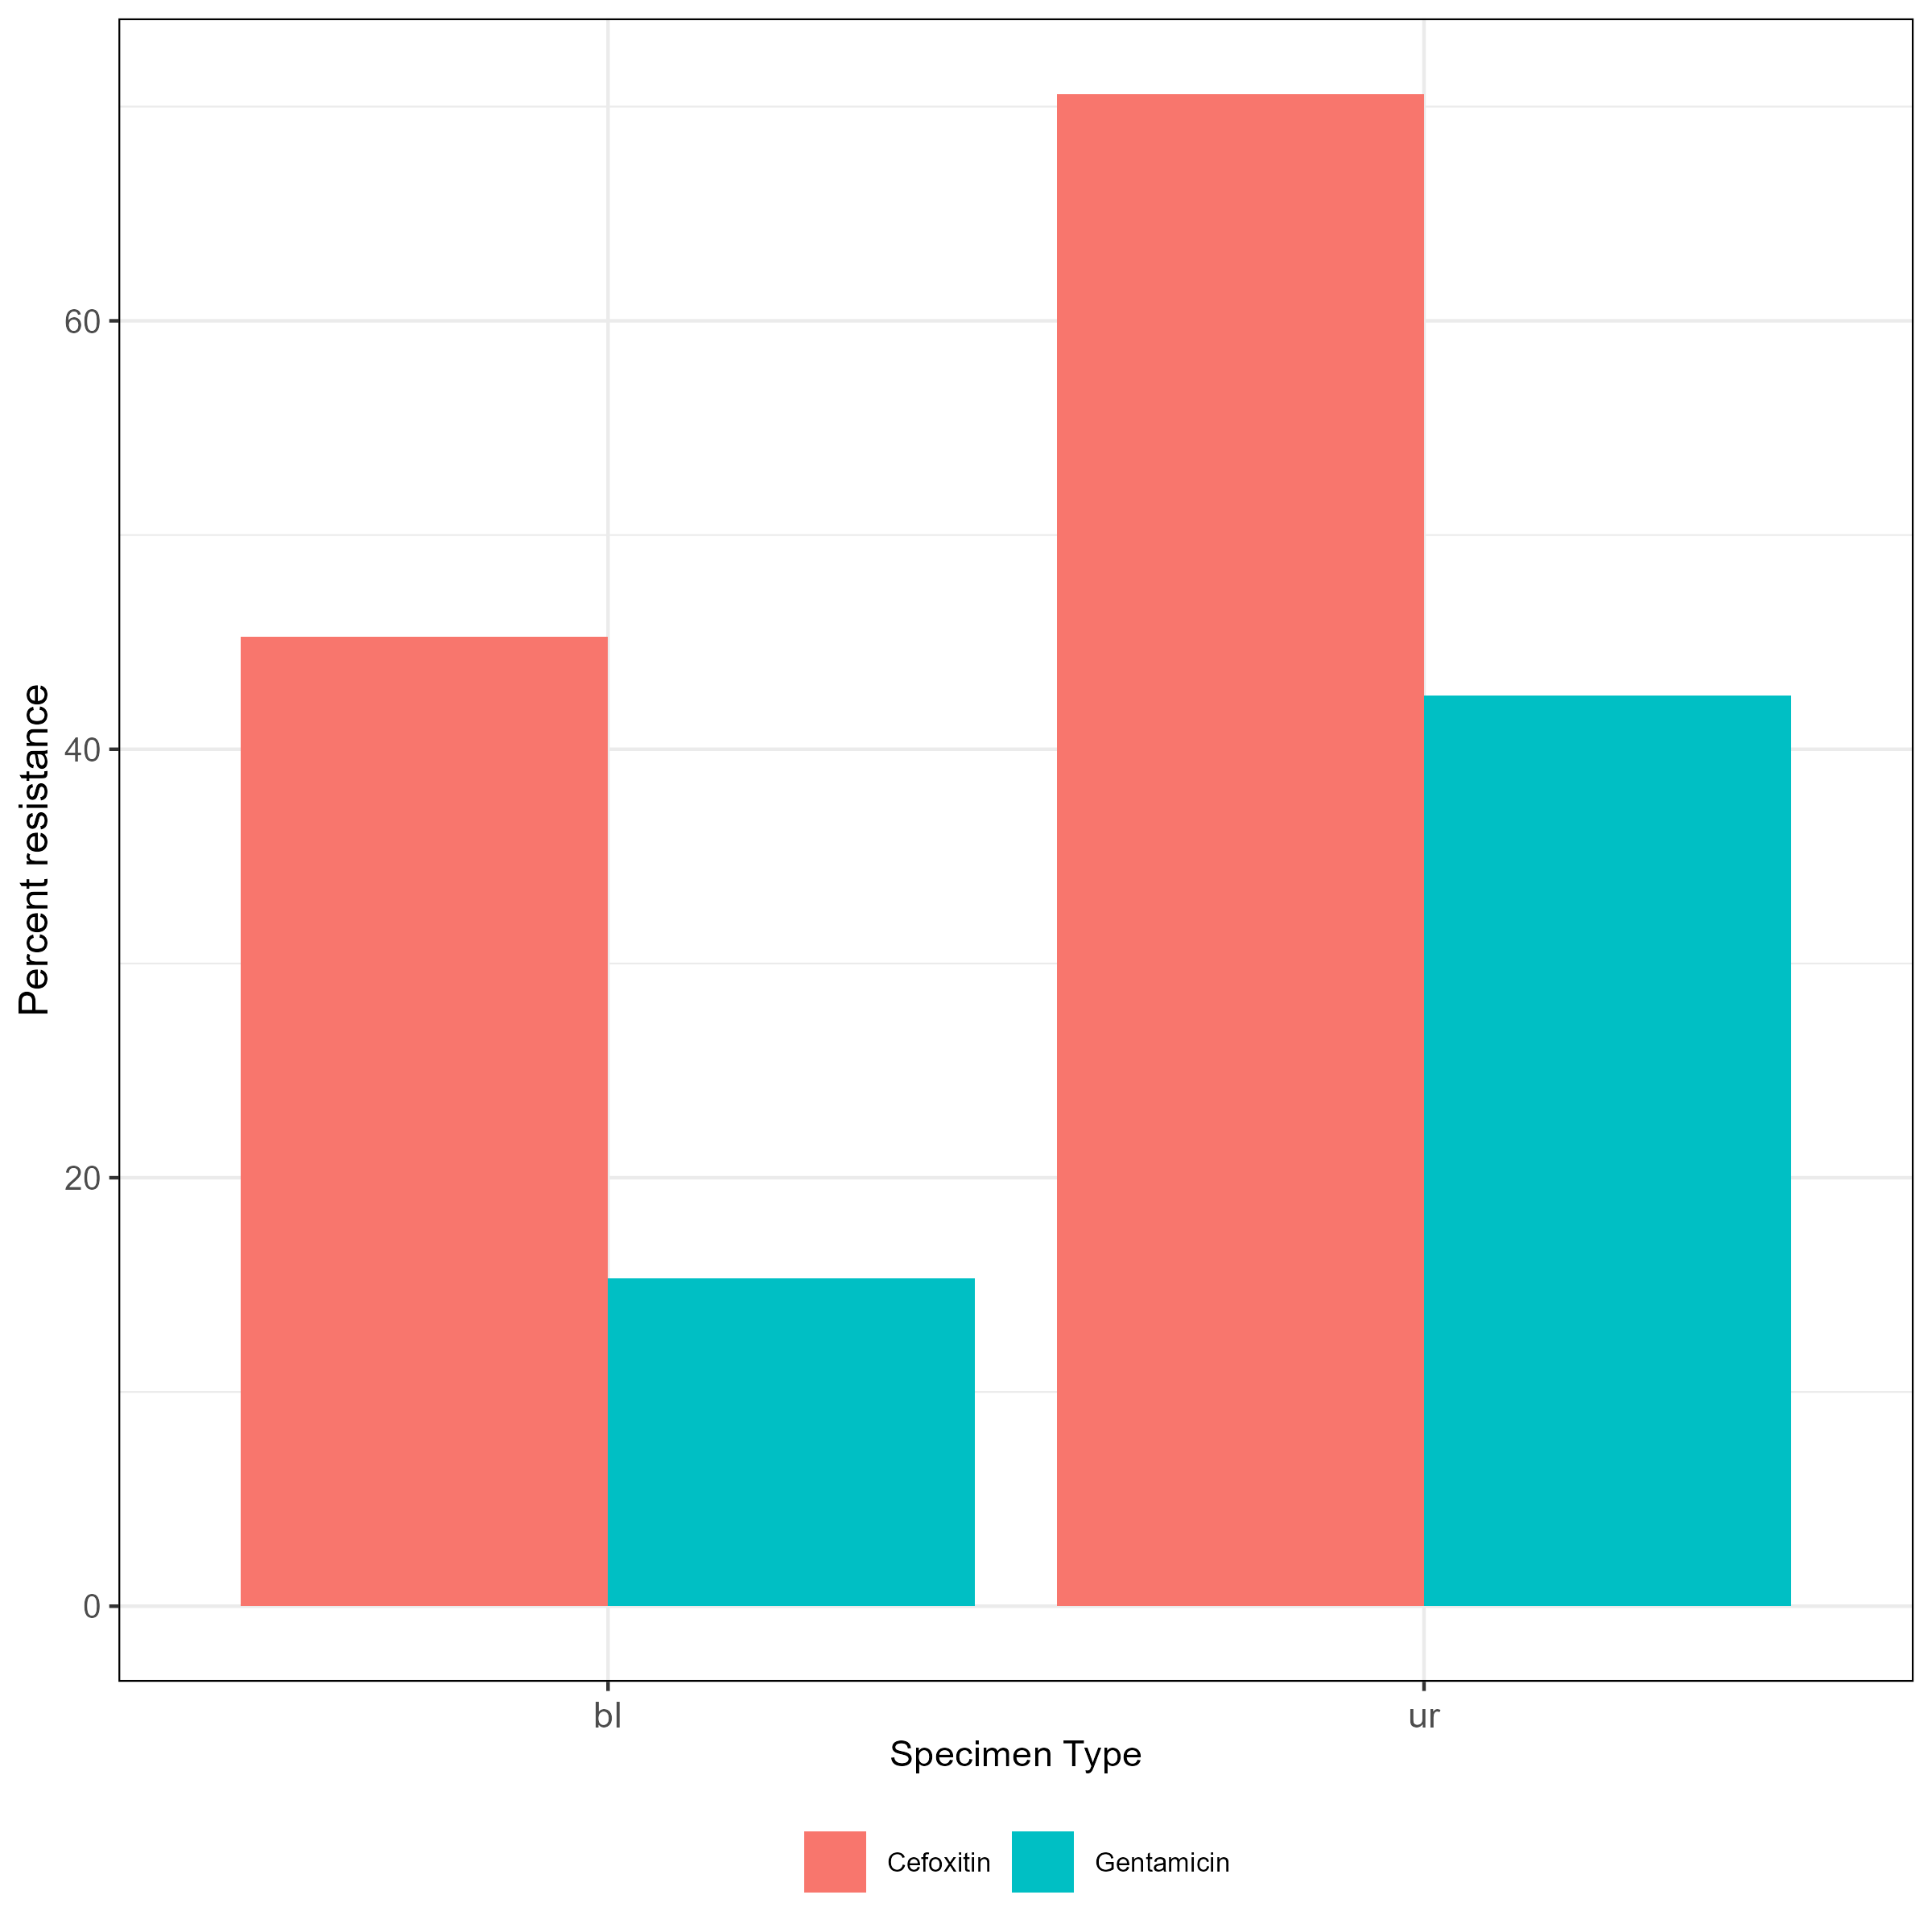 Percent resistance
60
40
20
0
bl ur
Specimen Type
Cefoxitin Gentamicin